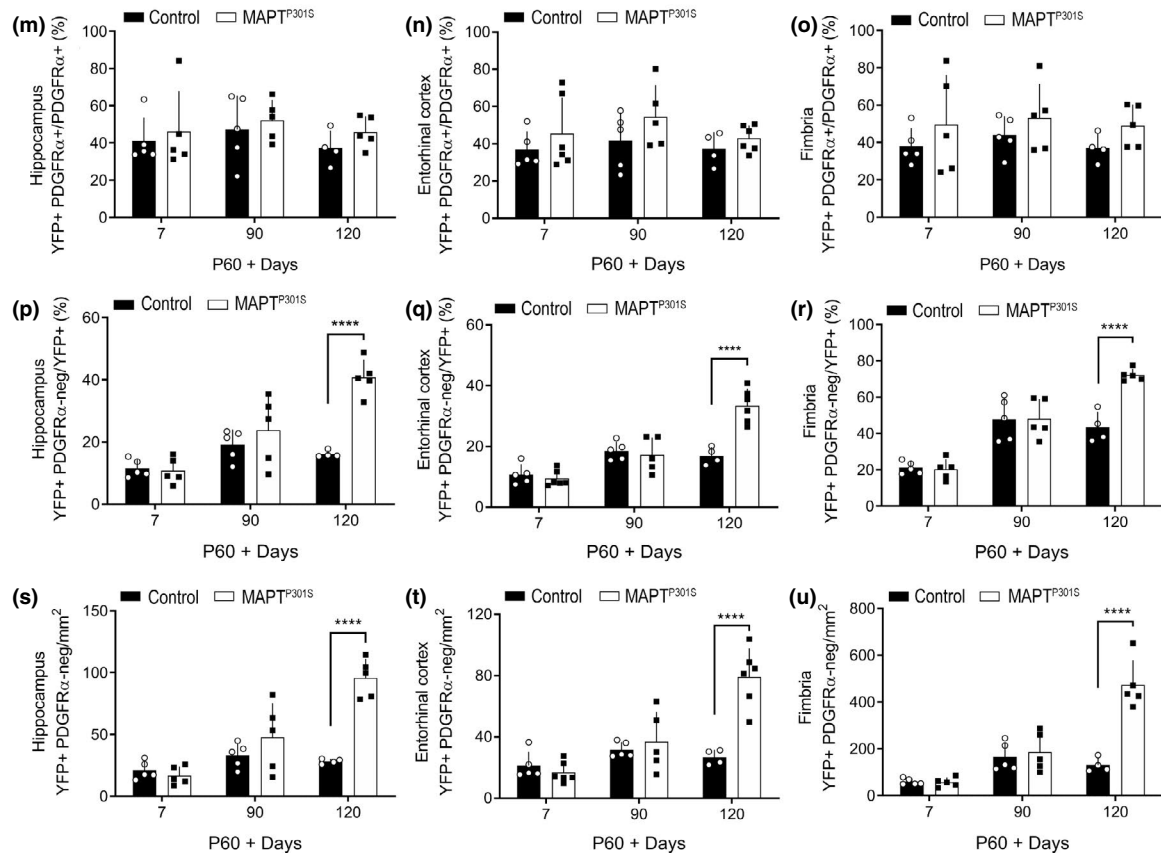 (m) Control MAPTP301S
Hippocampus
YFP+ PDGFRα+/PDGFRα+ (%)
100
80
60
40
20
0
7 90 120
P60 + Days
(n) Control MAPTP301S
Entorhinal cortex
YFP+ PDGFRα+/PDGFRα+ (%)
100
80
60
40
20
0
7 90 120
P60 + Days
(o) Control MAPTP301S
Fimbria
YFP+ PDGFRα+/PDGFRα+ (%)
100
80
60
40
20
0
7 90 120
P60 + Days
(p) Control MAPTP301S
Hippocampus
YFP+ PDGFRα-neg/YFP+ (%)
60
40
20
0
****
7 90 120
P60 + Days
(q) Control MAPTP301S
Entorhinal cortex
YFP+ PDGFRα-neg/YFP+ (%)
60
40
20
0
****
7 90 120
P60 + Days
(r) Control MAPTP301S
Fimbria
YFP+ PDGFRα-neg/YFP+ (%)
100
80
60
40
20
0
****
7 90 120
P60 + Days
(s) Control MAPTP301S
Hippocampus
YFP+ PDGFRα-neg/mm²
150
100
50
0
****
7 90 120
P60 + Days
(t) Control MAPTP301S
Entorhinal cortex
YFP+ PDGFRα-neg/mm²
120
80
40
0
****
7 90 120
P60 + Days
(u) Control MAPTP301S
Fimbria
YFP+ PDGFRα-neg/mm²
800
600
400
200
0
****
7 90 120
P60 + Days